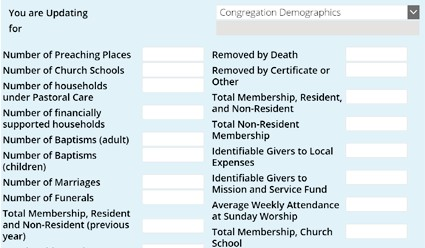 You are Updating
Congregation Demographics
for
Number of Preaching Places
Number of Church Schools
Number of households
under Pastoral Care
Number of financially
supported households
Number of Baptisms (adult)
Number of Baptisms
(children)
Number of Marriages
Number of Funerals
Total Membership, Resident
and Non-Resident (previous
year)
Removed by Death
Removed by Certificate or
Other
Total Membership, Resident,
and Non-Resident
Total Non-Resident
Membership
Identifiable Givers to Local
Expenses
Identifiable Givers to
Mission and Service Fund
Average Weekly Attendance
at Sunday Worship
Total Membership, Church
School